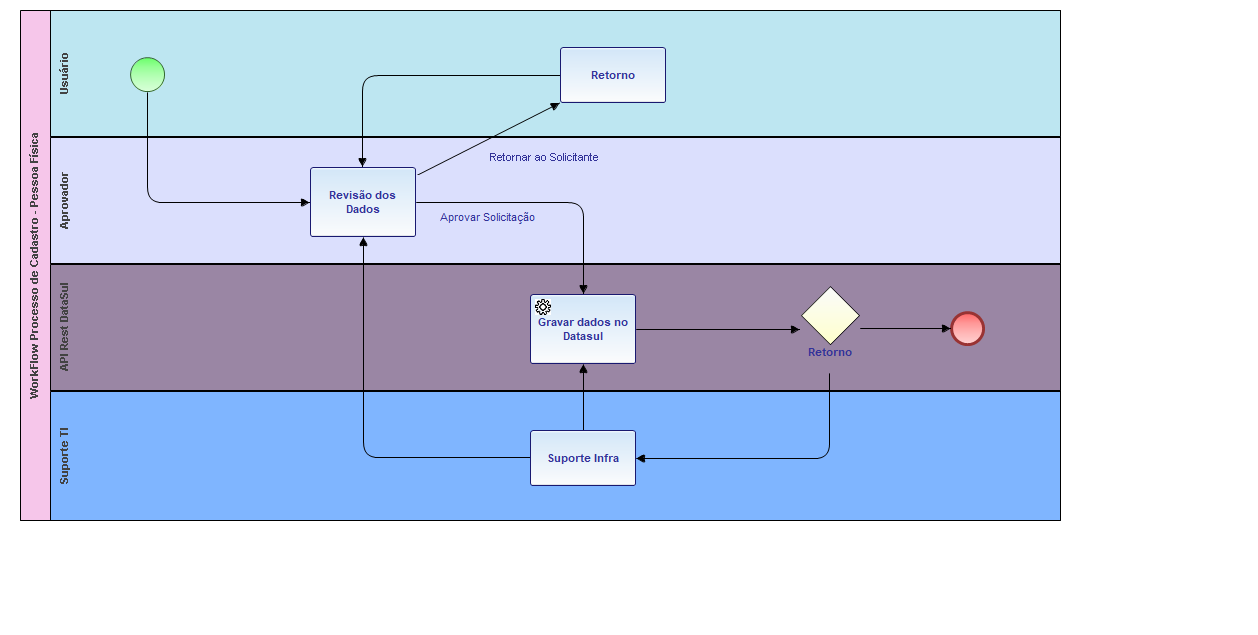 WorkFlow Processo de Cadastro - Pessoa Física
Usuário
Retorno
Aprovador
Retornar ao Solicitante
Revisão dos
Dados
Aprovar Solicitação
API Rest DataSul
Gravar dados no
Datasul
Retorno
Suporte TI
Suporte Infra